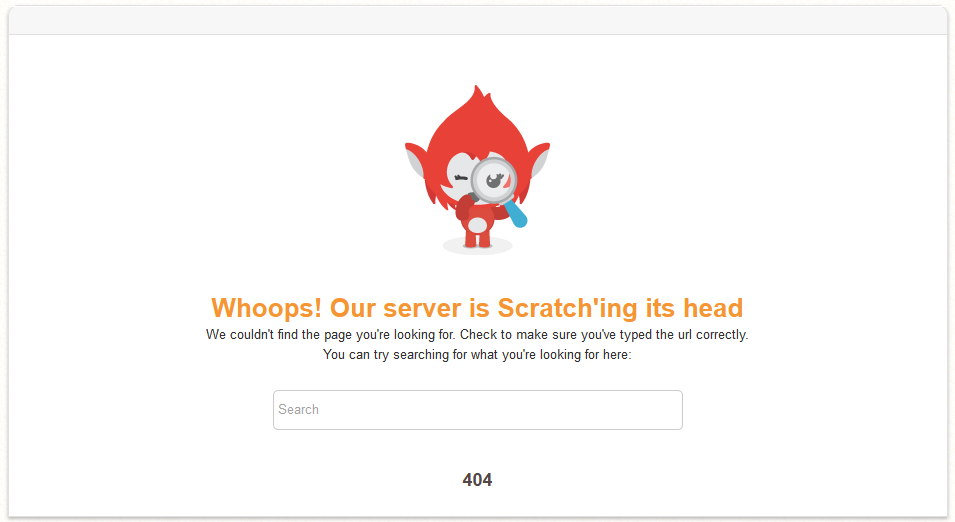 Whoops! Our server is Scratch'ing its head
We couldn't find the page you're looking for. Check to make sure you've typed the url correctly.
You can try searching for what you're looking for here:
Search
404